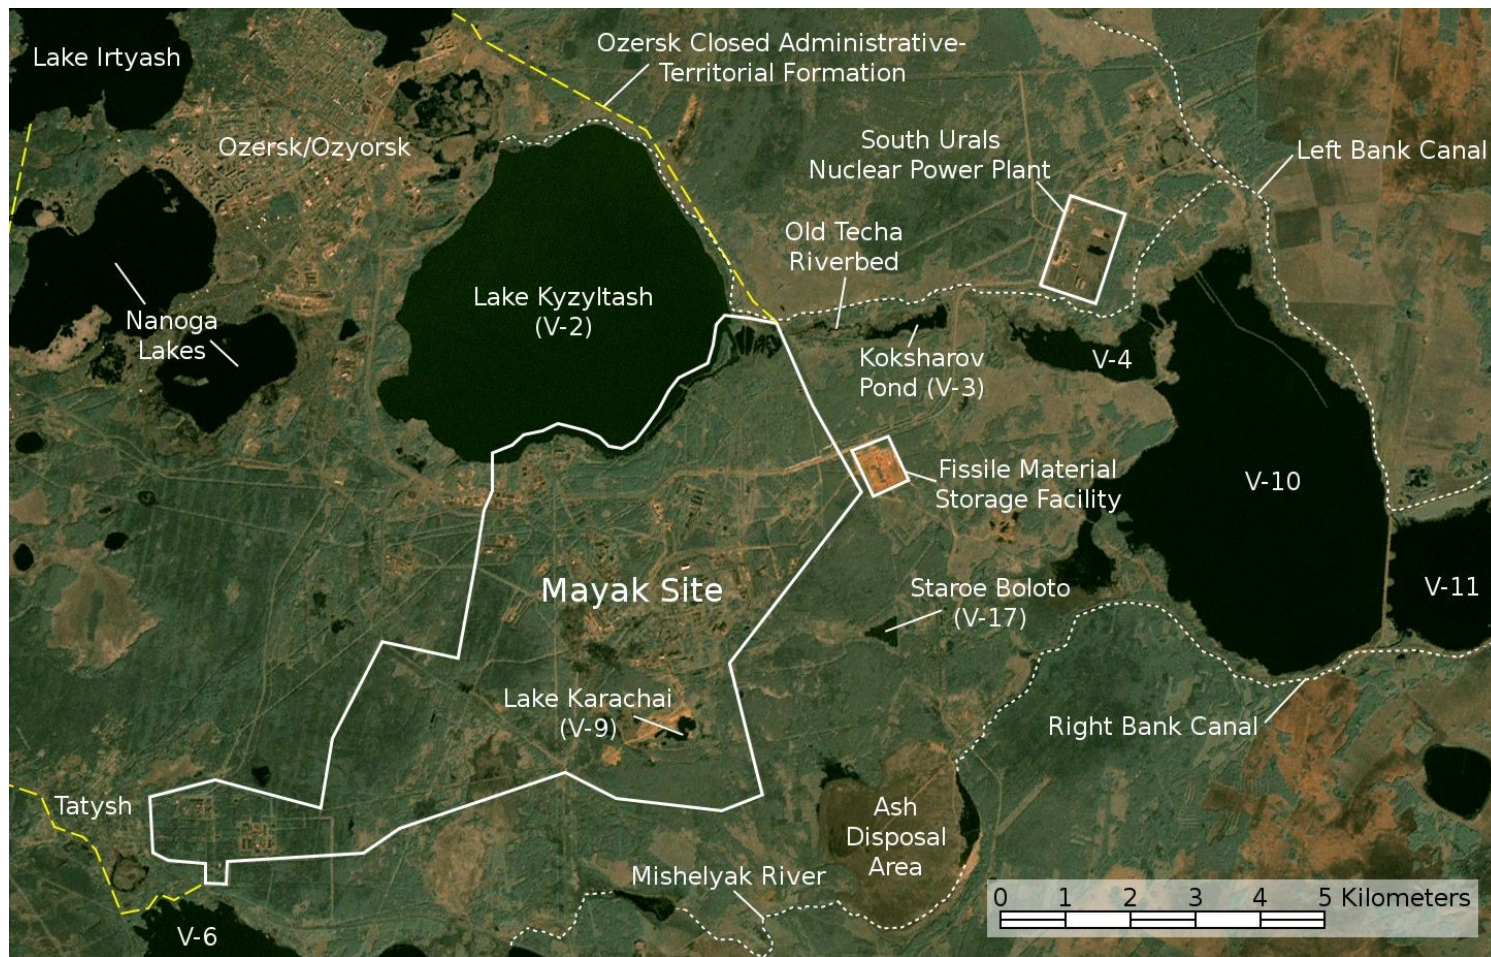 Lake Irtyash
Ozersk Closed Administrative-
Territorial Formation
Ozersk/Ozyorsk
South Urals
Nuclear Power Plant
Left Bank Canal
Old Techa
Riverbed
Lake Kyzyltash
(V-2)
Nanoga
Lakes
Koksharov
Pond (V-3)
V-4
Fissile Material
Storage Facility
V-10
Mayak Site
Staroe Boloto
(V-17)
V-11
Lake Karachai
(V-9)
Right Bank Canal
Tatysh
Ash
Disposal
Area
Mishelyak River
0 1 2 3 4 5 Kilometers
V-6